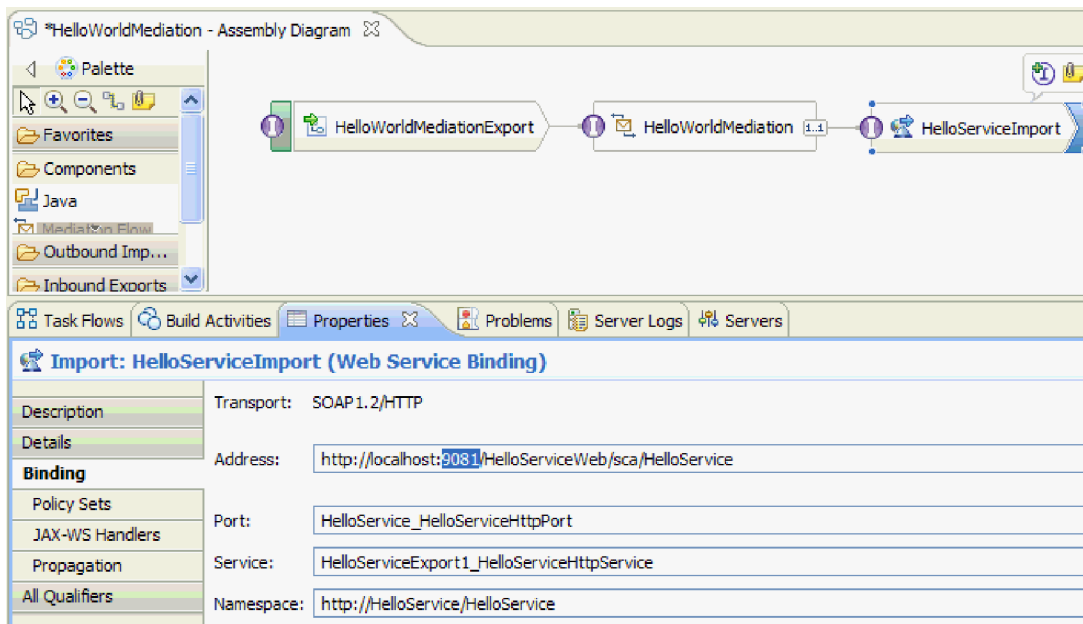 *HelloWorldMediation - Assembly Diagram
Palette
Favorites
Components
Java
Mediation Flow
Outbound Imp...
Inbound Exports
HelloWorldMediationExport
HelloWorldMediation
1..1
HelloServiceImport
Task Flows
Build Activities
Properties
Problems
Server Logs
Servers
Import: HelloServiceImport (Web Service Binding)
Description
Details
Binding
Policy Sets
JAX-WS Handlers
Propagation
All Qualifiers
Transport: SOAP1.2/HTTP
Address: http://localhost:9081/HelloServiceWeb/sca/HelloService
Port: HelloService_HelloServiceHttpPort
Service: HelloServiceExport1_HelloServiceHttpService
Namespace: http://HelloService/HelloService